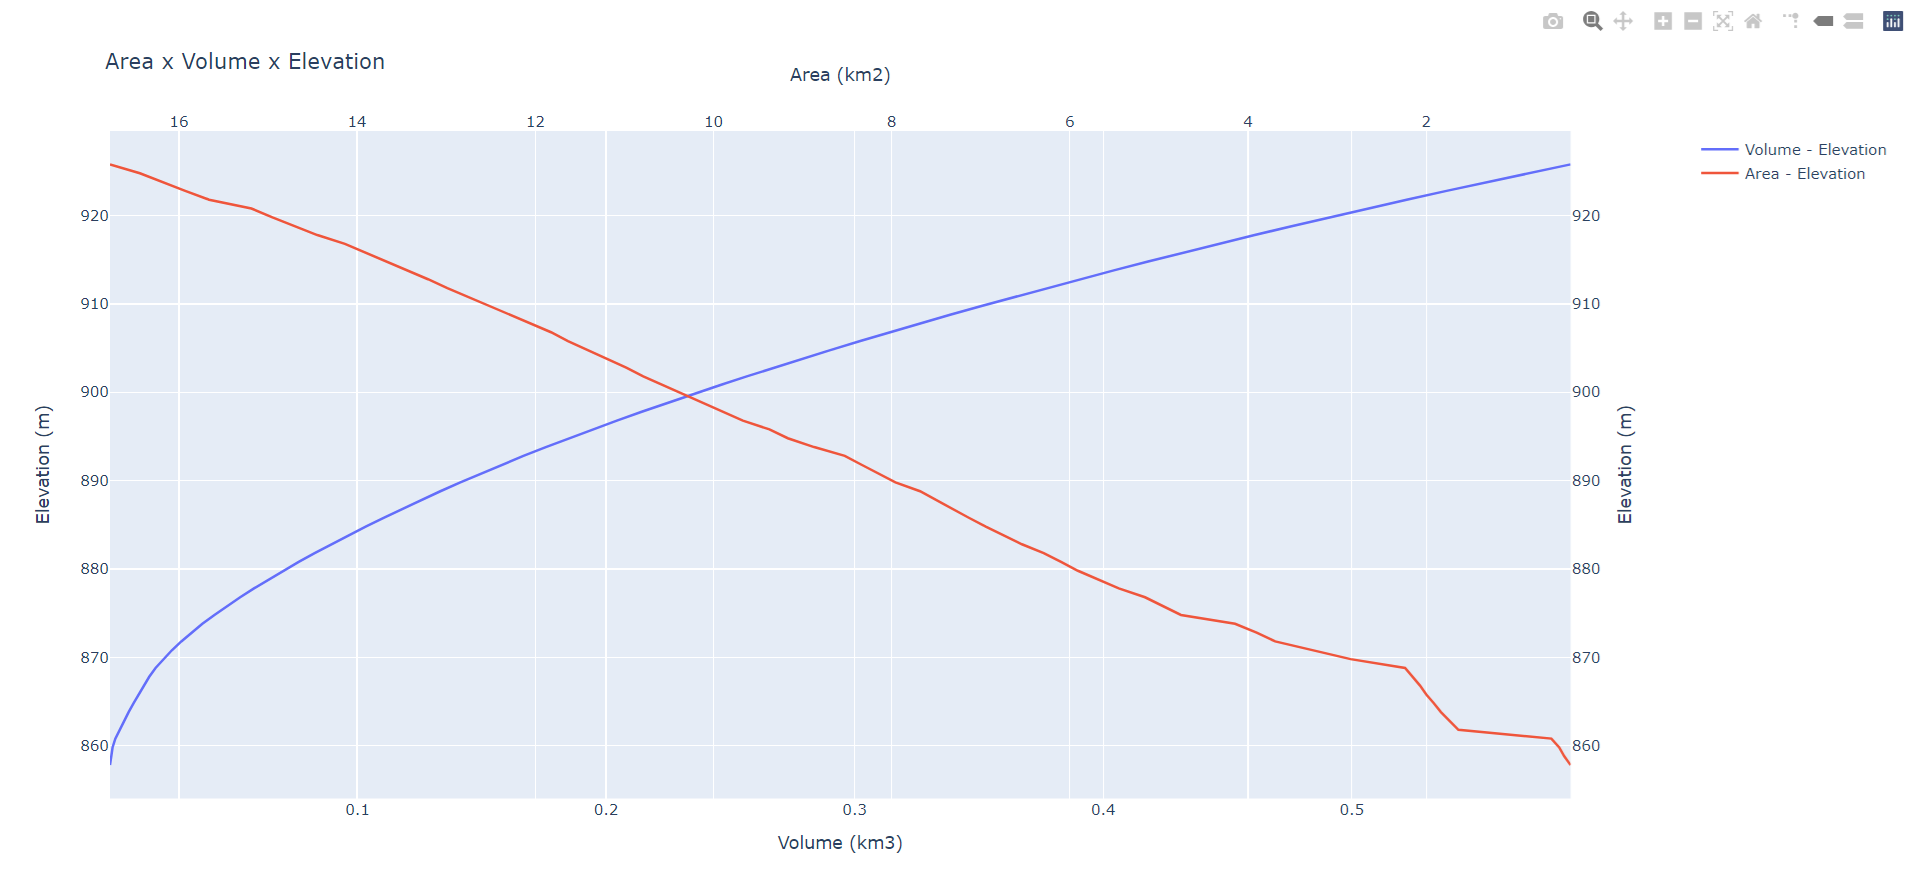 Area x Volume x Elevation
Area (km2)
16 14 12 10 8 6 4 2
Volume - Elevation
Area - Elevation
920 920
910 910
900 900
890 890
880 880
870 870
860 860
Elevation (m)
Elevation (m)
0.1 0.2 0.3 0.4 0.5
Volume (km3)